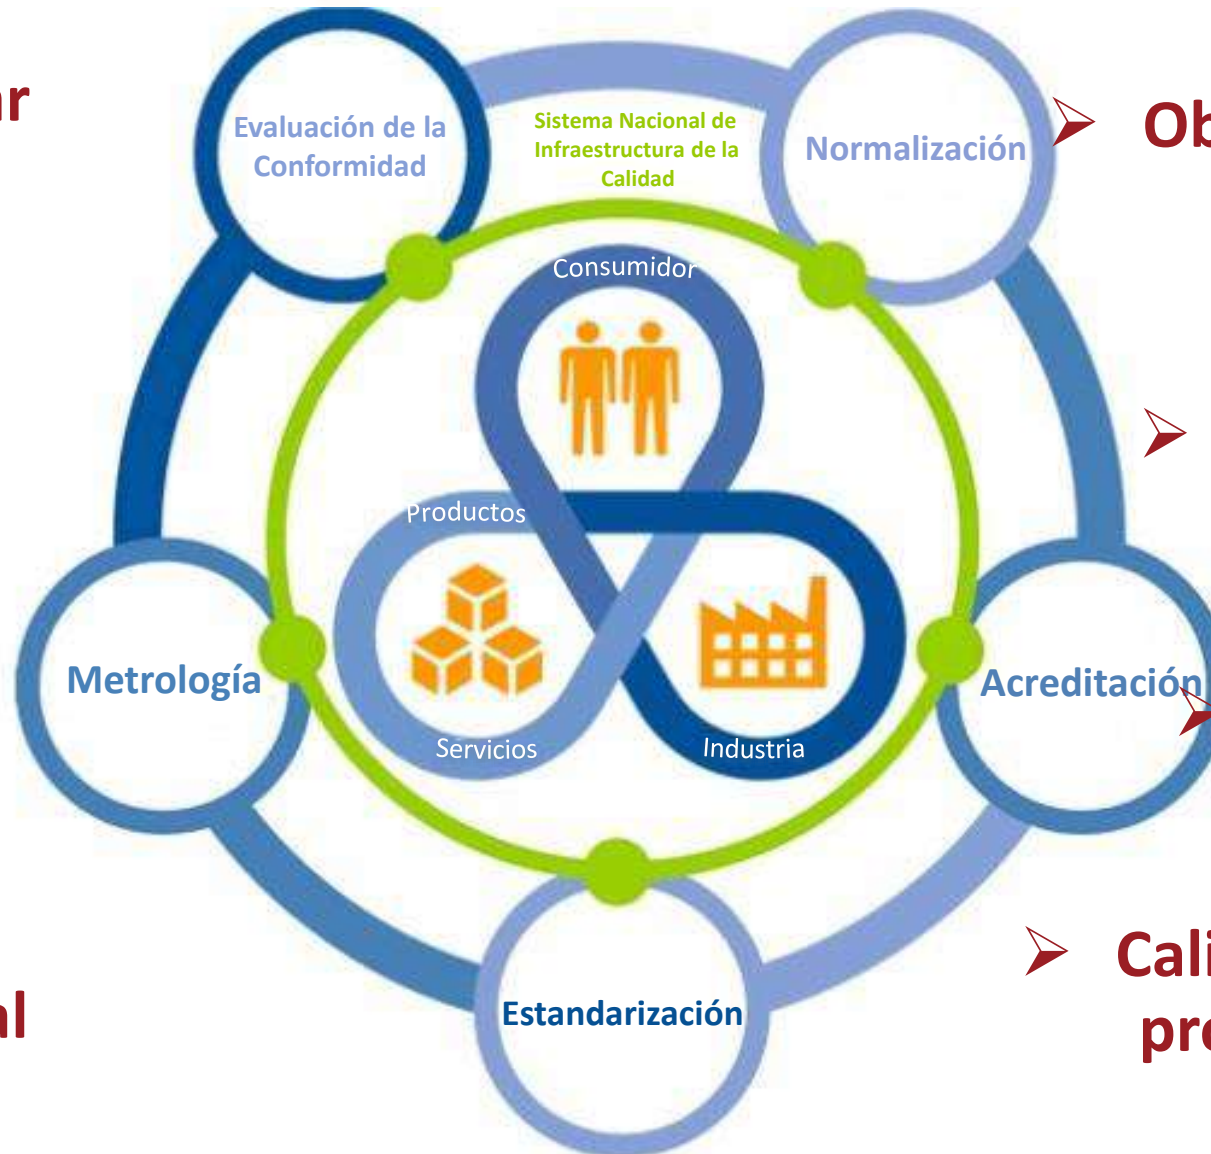 Evaluación de la
Conformidad
Sistema Nacional de
Infraestructura de la
Calidad
Normalización
Consumidor
Productos
Servicios
Industria
Metrología
Acreditación
Estandarización